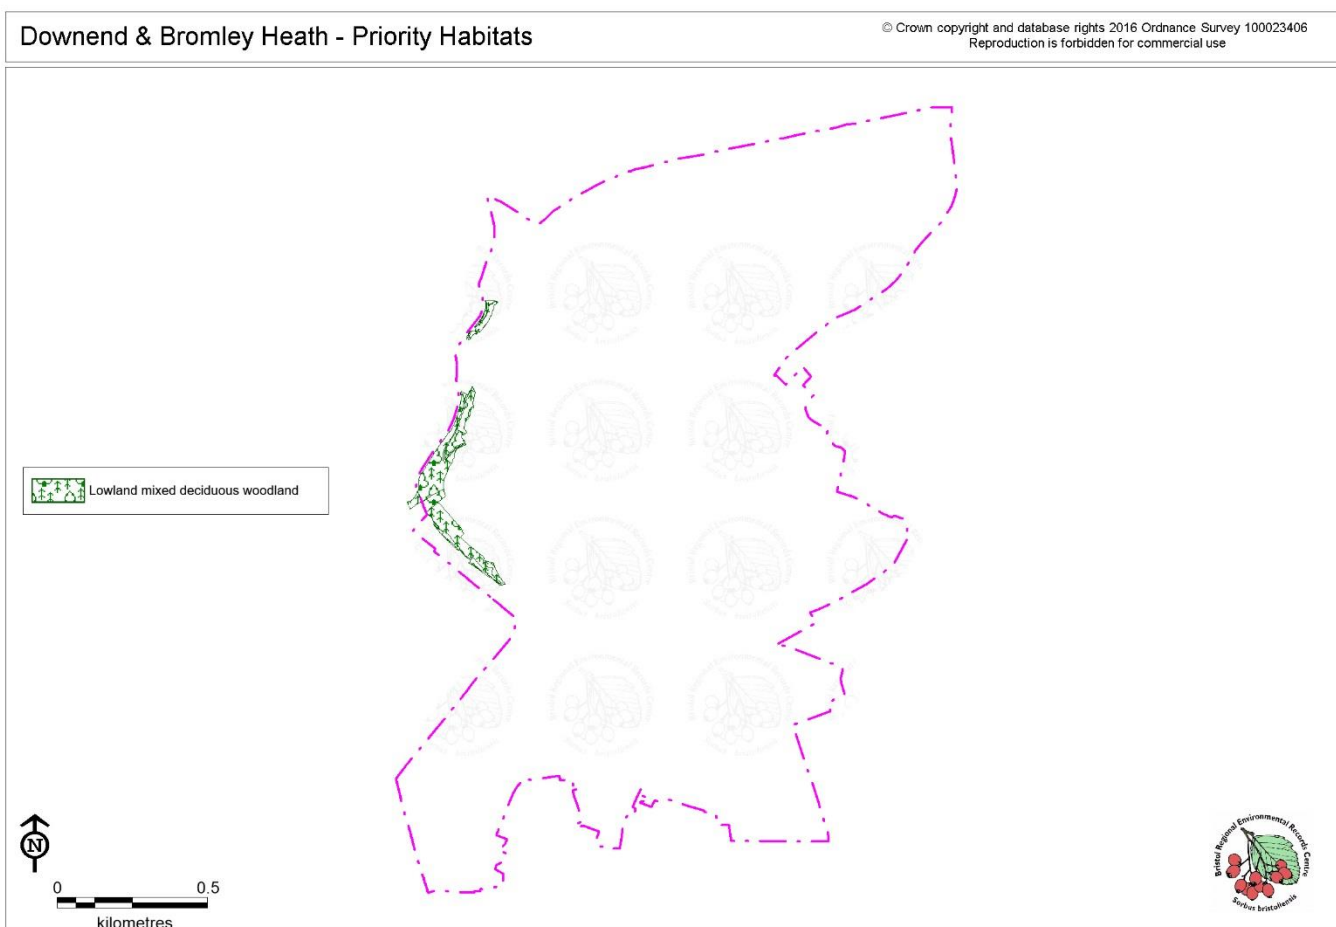 Downend & Bromley Heath - Priority Habitats
© Crown copyright and database rights 2016 Ordnance Survey 100023406
Reproduction is forbidden for commercial use
Lowland mixed deciduous woodland
N
0 0.5
kilometres
Bristol Regional Environmental Records Centre
Sorbus bristoliensis